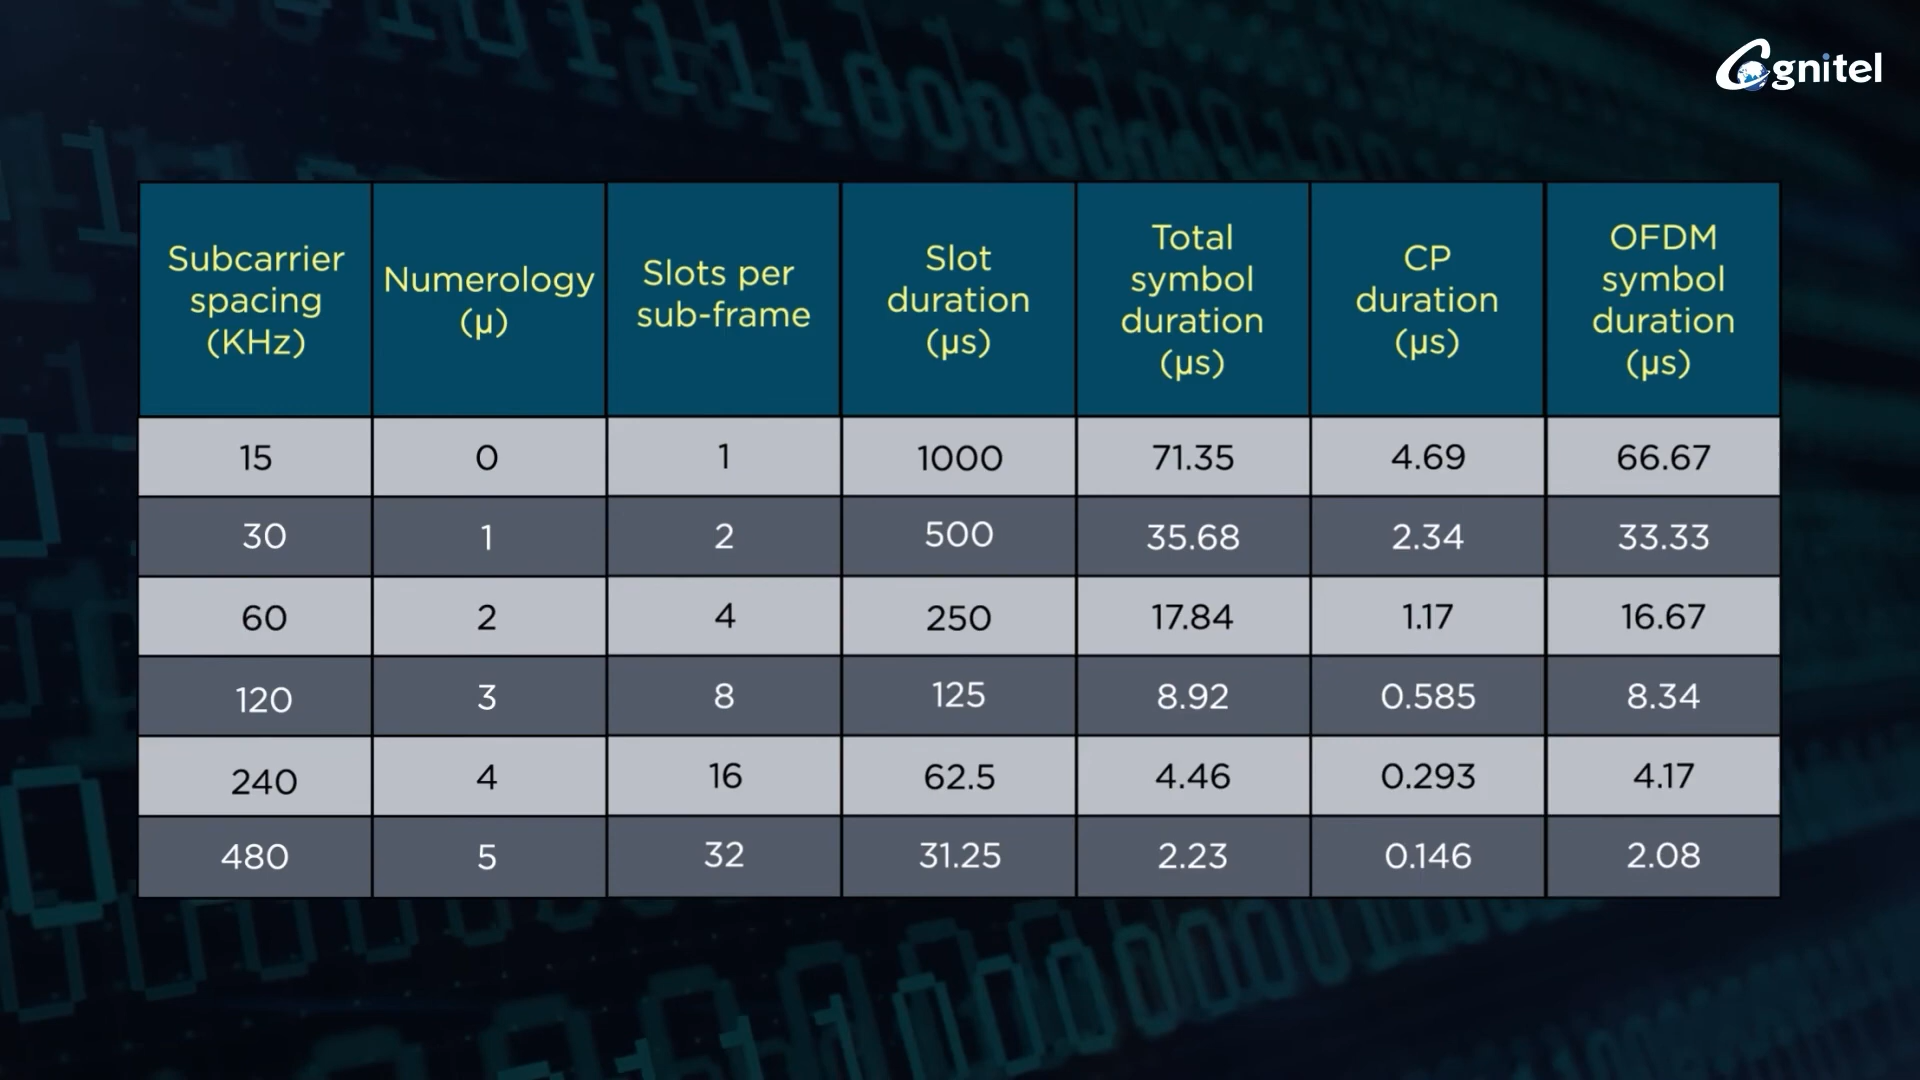 Cognitel
Subcarrier
spacing
(KHz)
Numerology
(µ)
Slots per
sub-frame
Slot
duration
(µs)
Total
symbol
duration
(µs)
CP
duration
(µs)
OFDM
symbol
duration
(µs)
15 0 1 1000 71.35 4.69 66.67
30 1 2 500 35.68 2.34 33.33
60 2 4 250 17.84 1.17 16.67
120 3 8 125 8.92 0.585 8.34
240 4 16 62.5 4.46 0.293 4.17
480 5 32 31.25 2.23 0.146 2.08